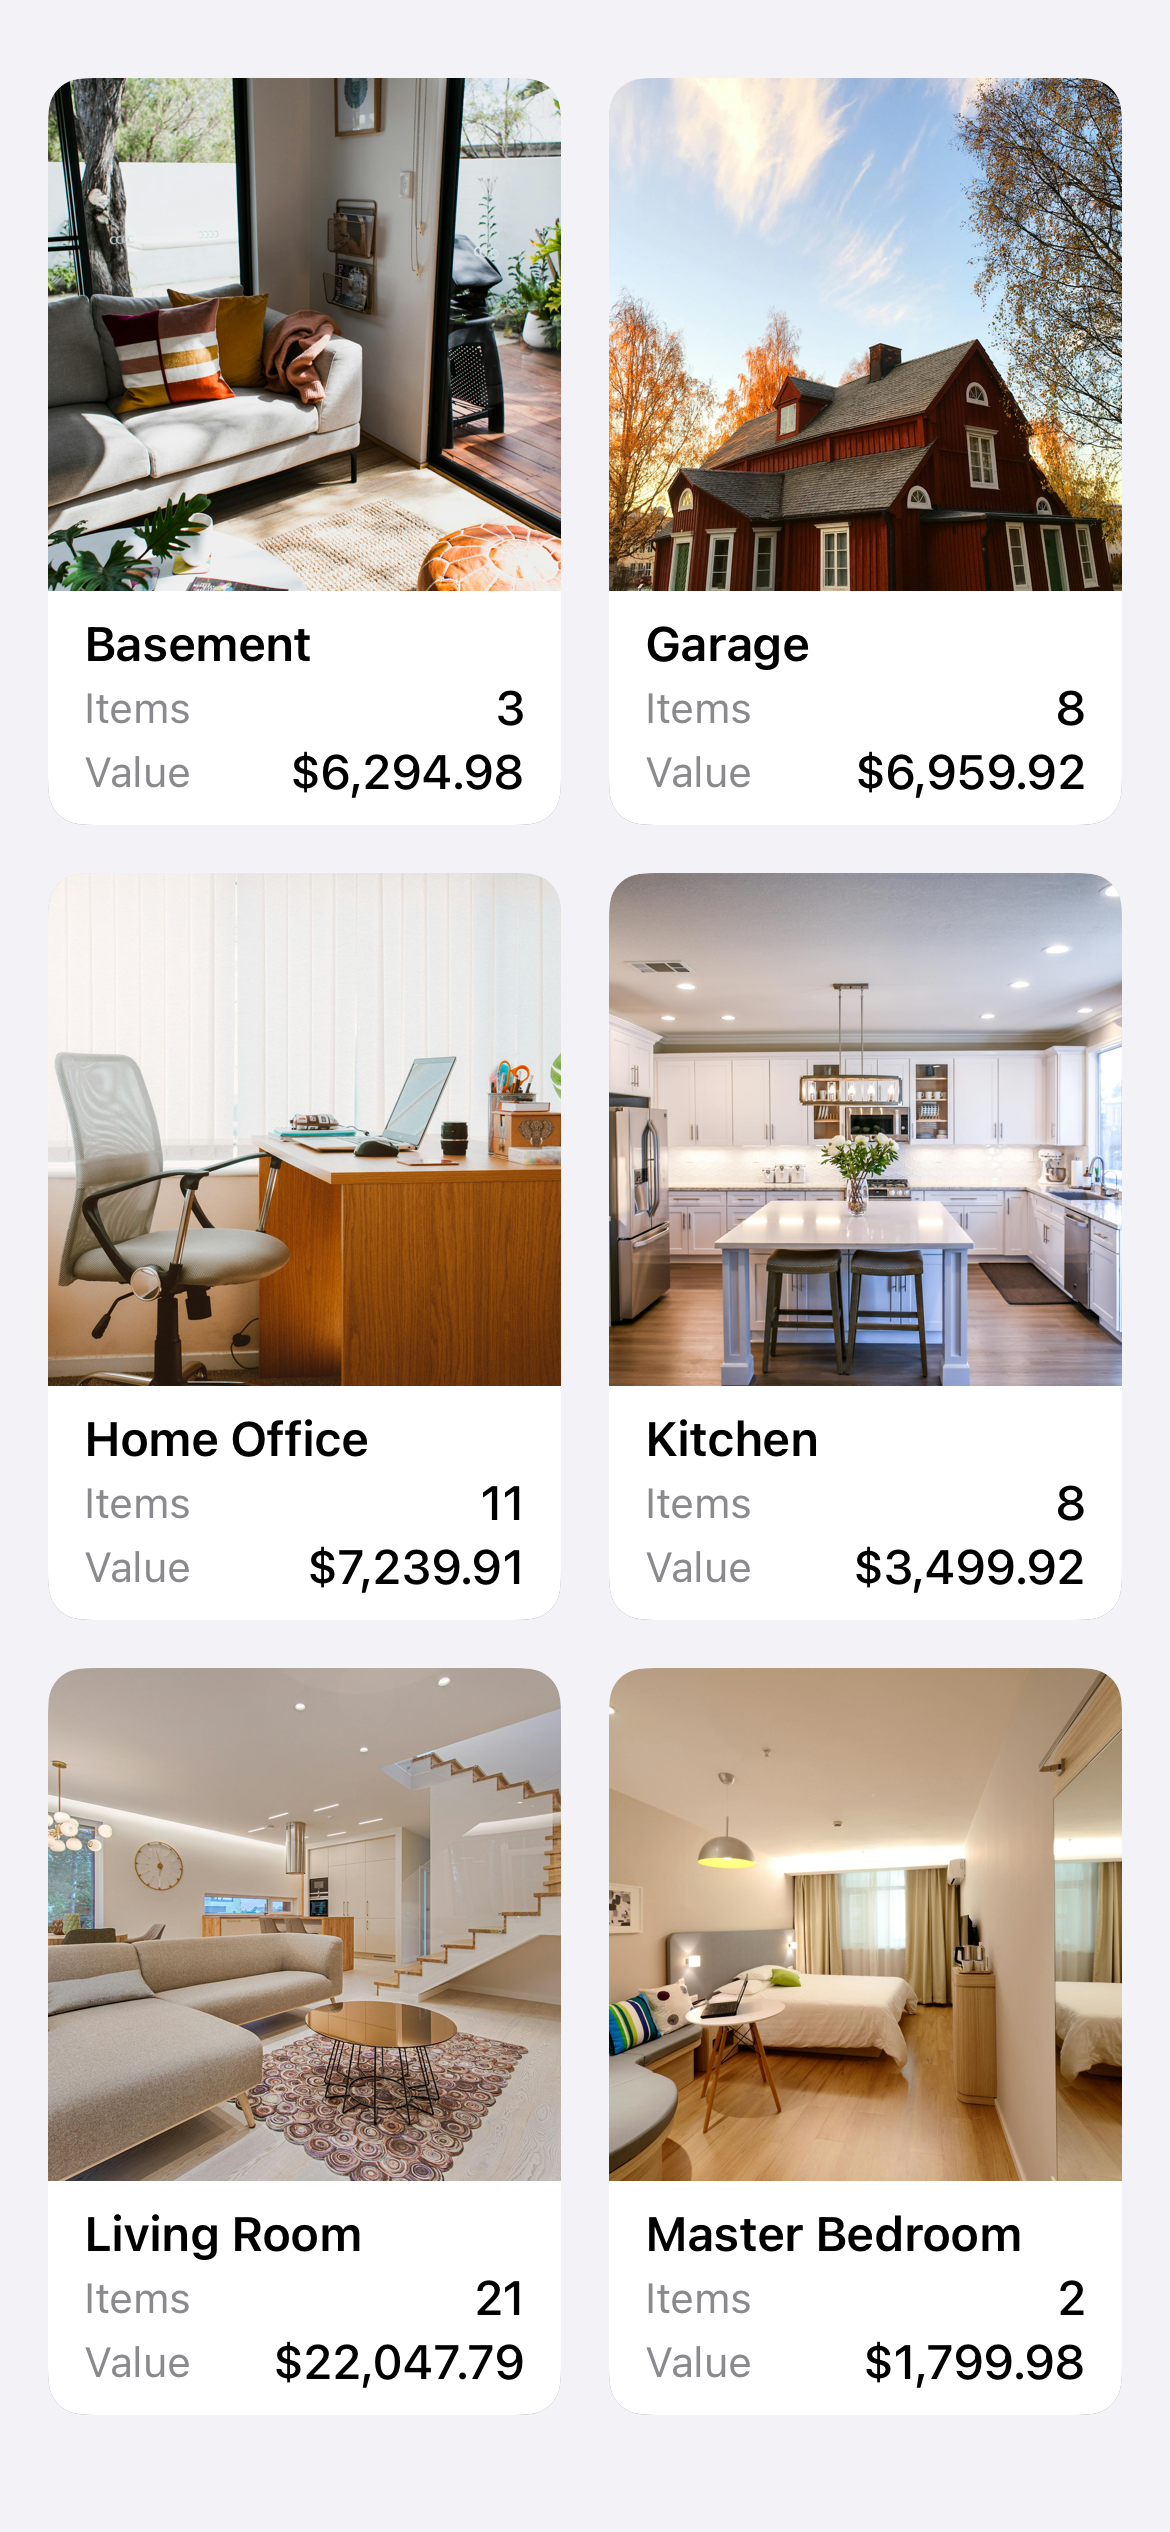 Basement
Items 3
Value $6,294.98
Garage
Items 8
Value $6,959.92
Home Office
Items 11
Value $7,239.91
Kitchen
Items 8
Value $3,499.92
Living Room
Items 21
Value $22,047.79
Master Bedroom
Items 2
Value $1,799.98